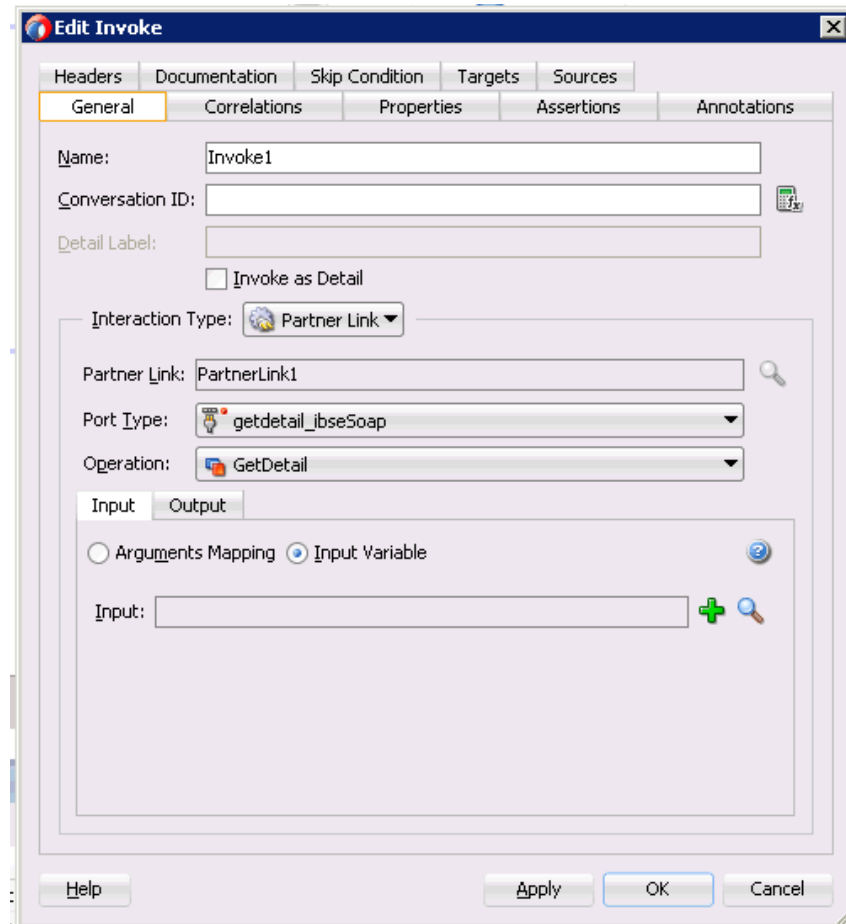 Edit Invoke
Headers Documentation Skip Condition Targets Sources
General Correlations Properties Assertions Annotations
Name: Invoke1
Conversation ID:
Detail Label:
Invoke as Detail
Interaction Type: Partner Link
Partner Link: PartnerLink1
Port Type: getdetail_ibseSoap
Operation: GetDetail
Input Output
Arguments Mapping Input Variable
Input:
Help Apply OK Cancel